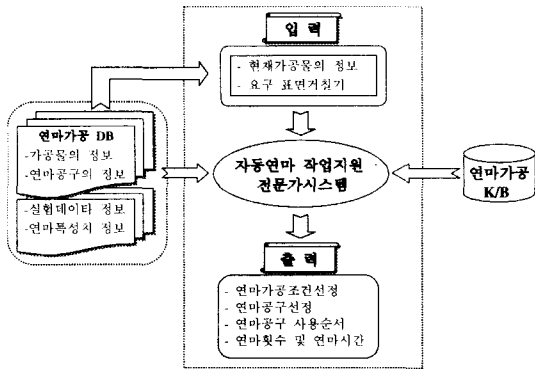 입 력
- 현재가공물의 정보
- 요구 표면거칠기
연마가공 DB
-가공물의 정보
-연마공구의 정보
-실험데이타 정보
-연마특성치 정보
자동연마 작업지원
전문가시스템
연마가공
K/B
출 력
- 연마가공조건선정
- 연마공구선정
- 연마공구 사용순서
- 연마횟수 및 연마시간